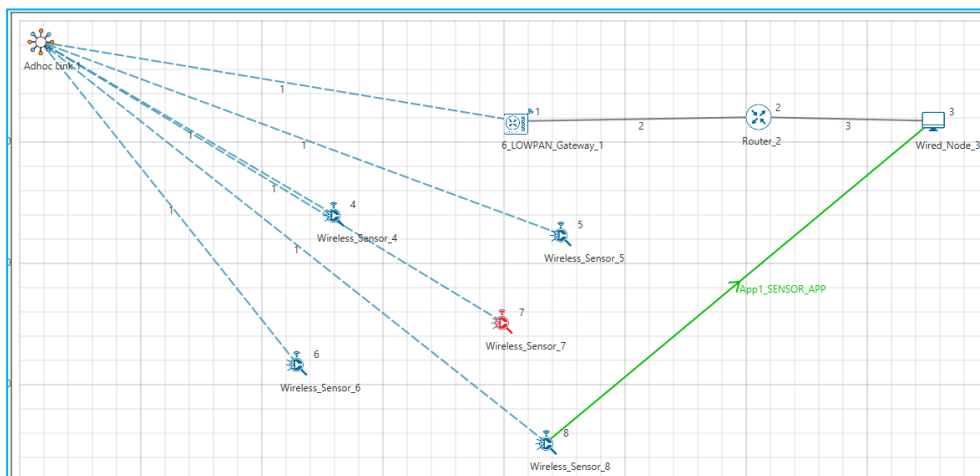 Adhoc Link 1
1
1
6_LOWPAN_Gateway_1
2
2
Router_2
3
3
Wired_Node_3
1
1
1
1
1
4
Wireless_Sensor_4
5
Wireless_Sensor_5
App1_SENSOR_APP
7
Wireless_Sensor_7
6
Wireless_Sensor_6
8
Wireless_Sensor_8